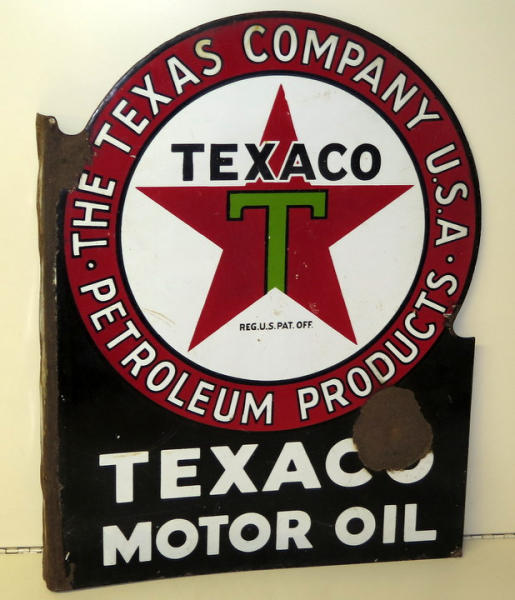 THE TEXAS COMPANY U.S.A.
TEXACO
T
REG.U.S.PAT.OFF.
· PETROLEUM PRODUCTS ·
TEXACO
MOTOR OIL